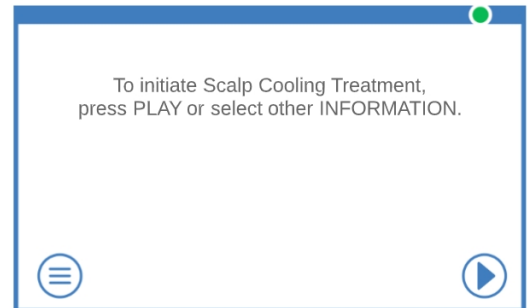 To initiate Scalp Cooling Treatment,
press PLAY or select other INFORMATION.